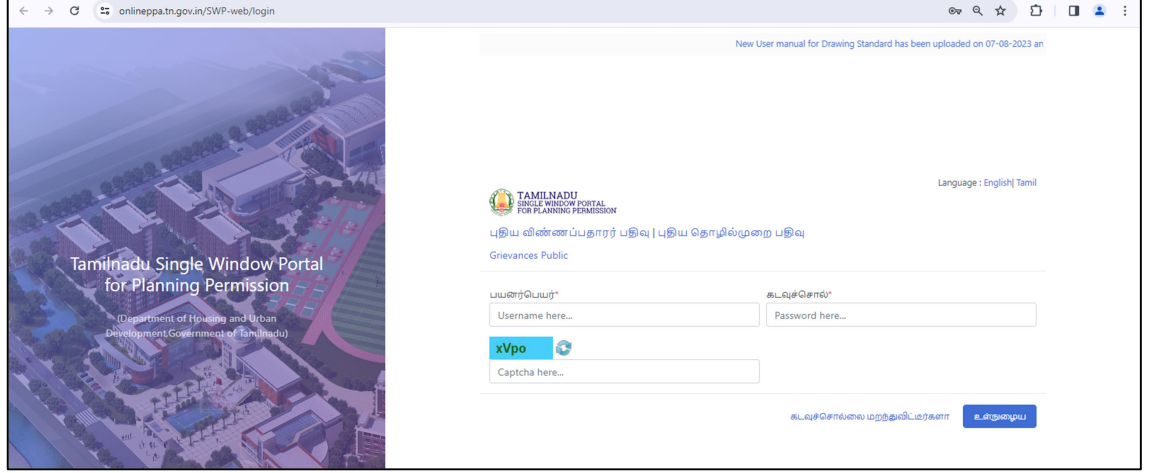 onlineppa.tn.gov.in/SWP-web/login
New User manual for Drawing Standard has been uploaded on 07-08-2023 an
Language : English| Tamil
TAMILNADU
SINGLE WINDOW PORTAL
FOR PLANNING PERMISSION
புதிய விண்ணப்பதாரர் பதிவு | புதிய தொழில்முறை பதிவு
Grievances Public
Tamilnadu Single Window Portal
for Planning Permission
(Department of Housing and Urban
Development,Government of Tamilnadu)
பயனர்பெயர்* கடவுச்சொல்*
Username here... Password here...
xVpo
Captcha here...
கடவுச்சொல்லை மறந்துவிட்டீர்களா உள்நுழைய